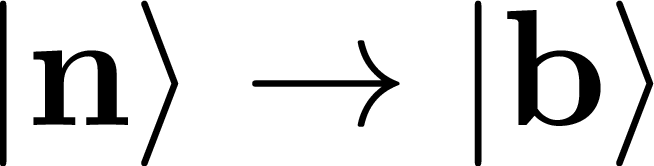 |n⟩ → |b⟩